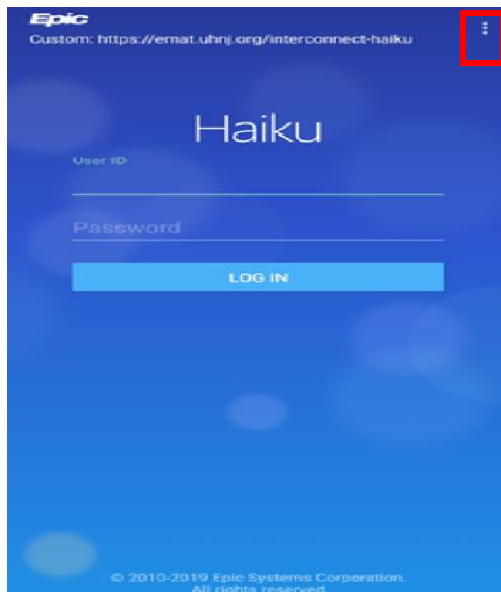 Epic
Custom: https://emat.uhnj.org/interconnect-haiku
Haiku
User ID
Password
LOG IN
© 2010-2019 Epic Systems Corporation.
All rights reserved.